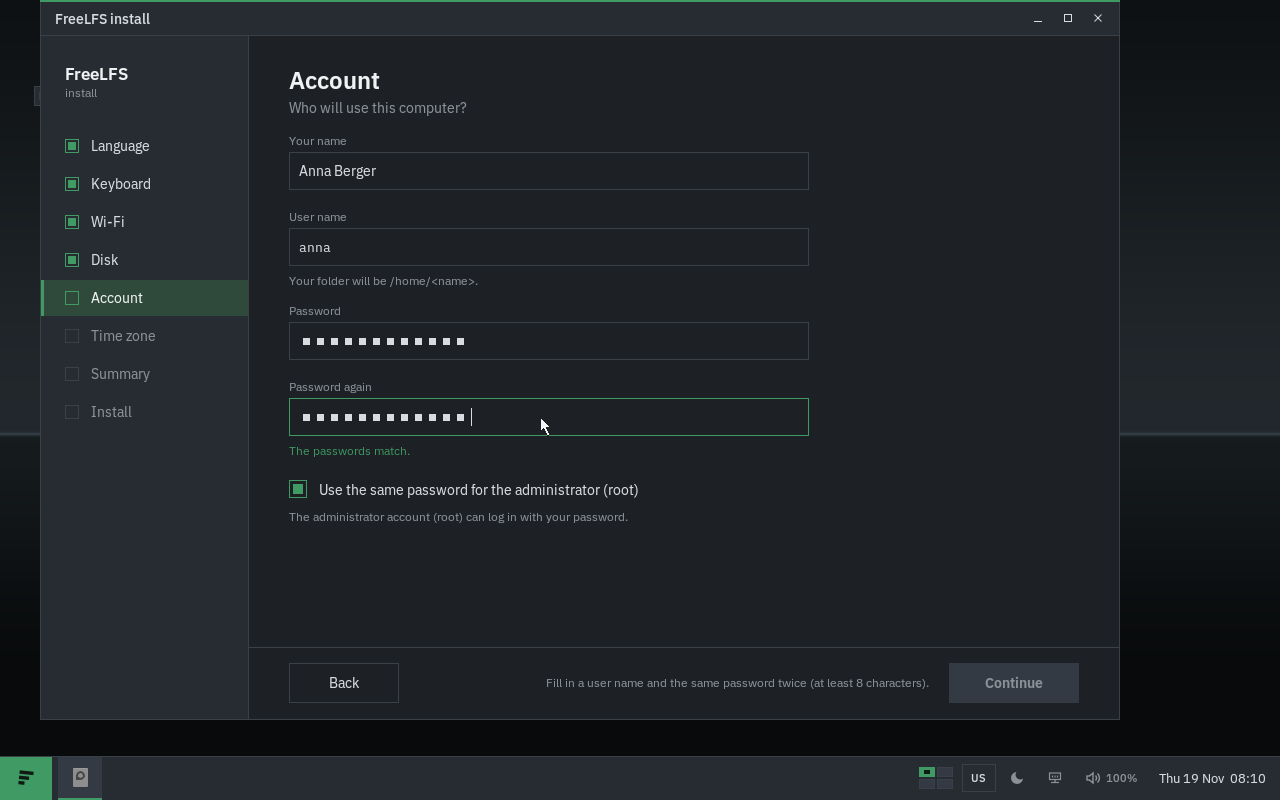 FreeLFS install
FreeLFS
install
Language
Keyboard
Wi-Fi
Disk
Account
Time zone
Summary
Install
Account
Who will use this computer?
Your name
Anna Berger
User name
anna
Your folder will be /home/<name>.
Password
Password again
The passwords match.
Use the same password for the administrator (root)
The administrator account (root) can log in with your password.
Back
Fill in a user name and the same password twice (at least 8 characters).
Continue
US
100%
Thu 19 Nov 08:10